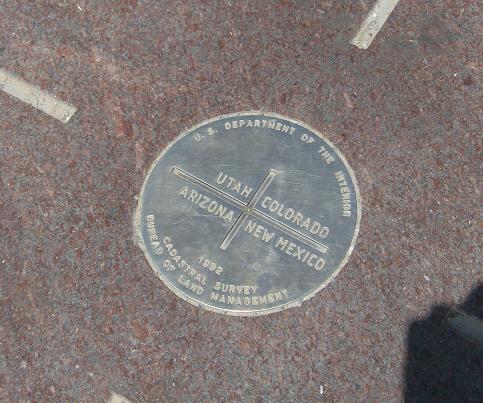 U. S. DEPARTMENT OF THE INTERIOR
UTAH COLORADO
ARIZONA NEW MEXICO
1992
CADASTRAL SURVEY
BUREAU OF LAND MANAGEMENT